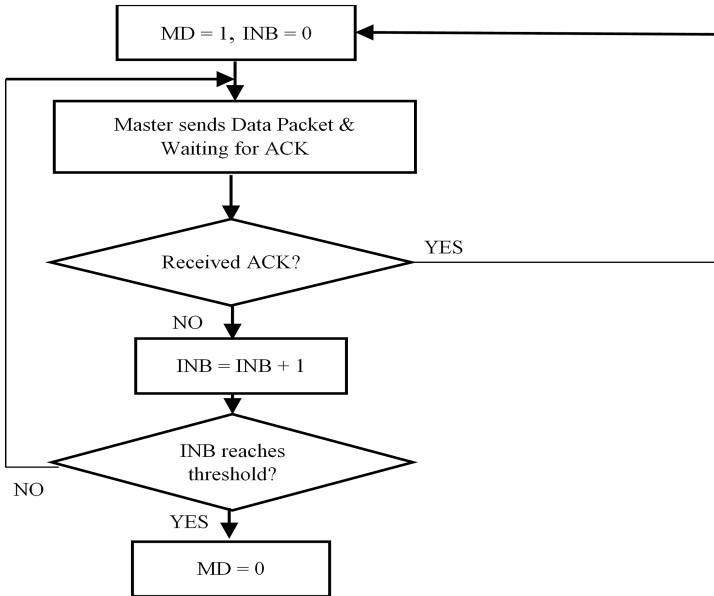 MD = 1, INB = 0
Master sends Data Packet &
Waiting for ACK
Received ACK?
YES
NO
INB = INB + 1
INB reaches
threshold?
NO
YES
MD = 0